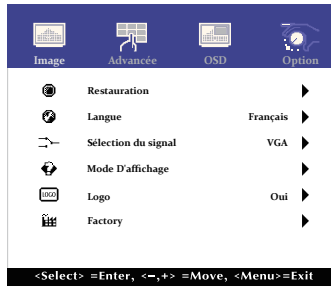 Image Advancée OSD Option
Restauration
Langue Français
Sélection du signal VGA
Mode D'affichage
LOGO Logo Oui
Factory
<Select> =Enter, <–,+> =Move, <Menu>=Exit